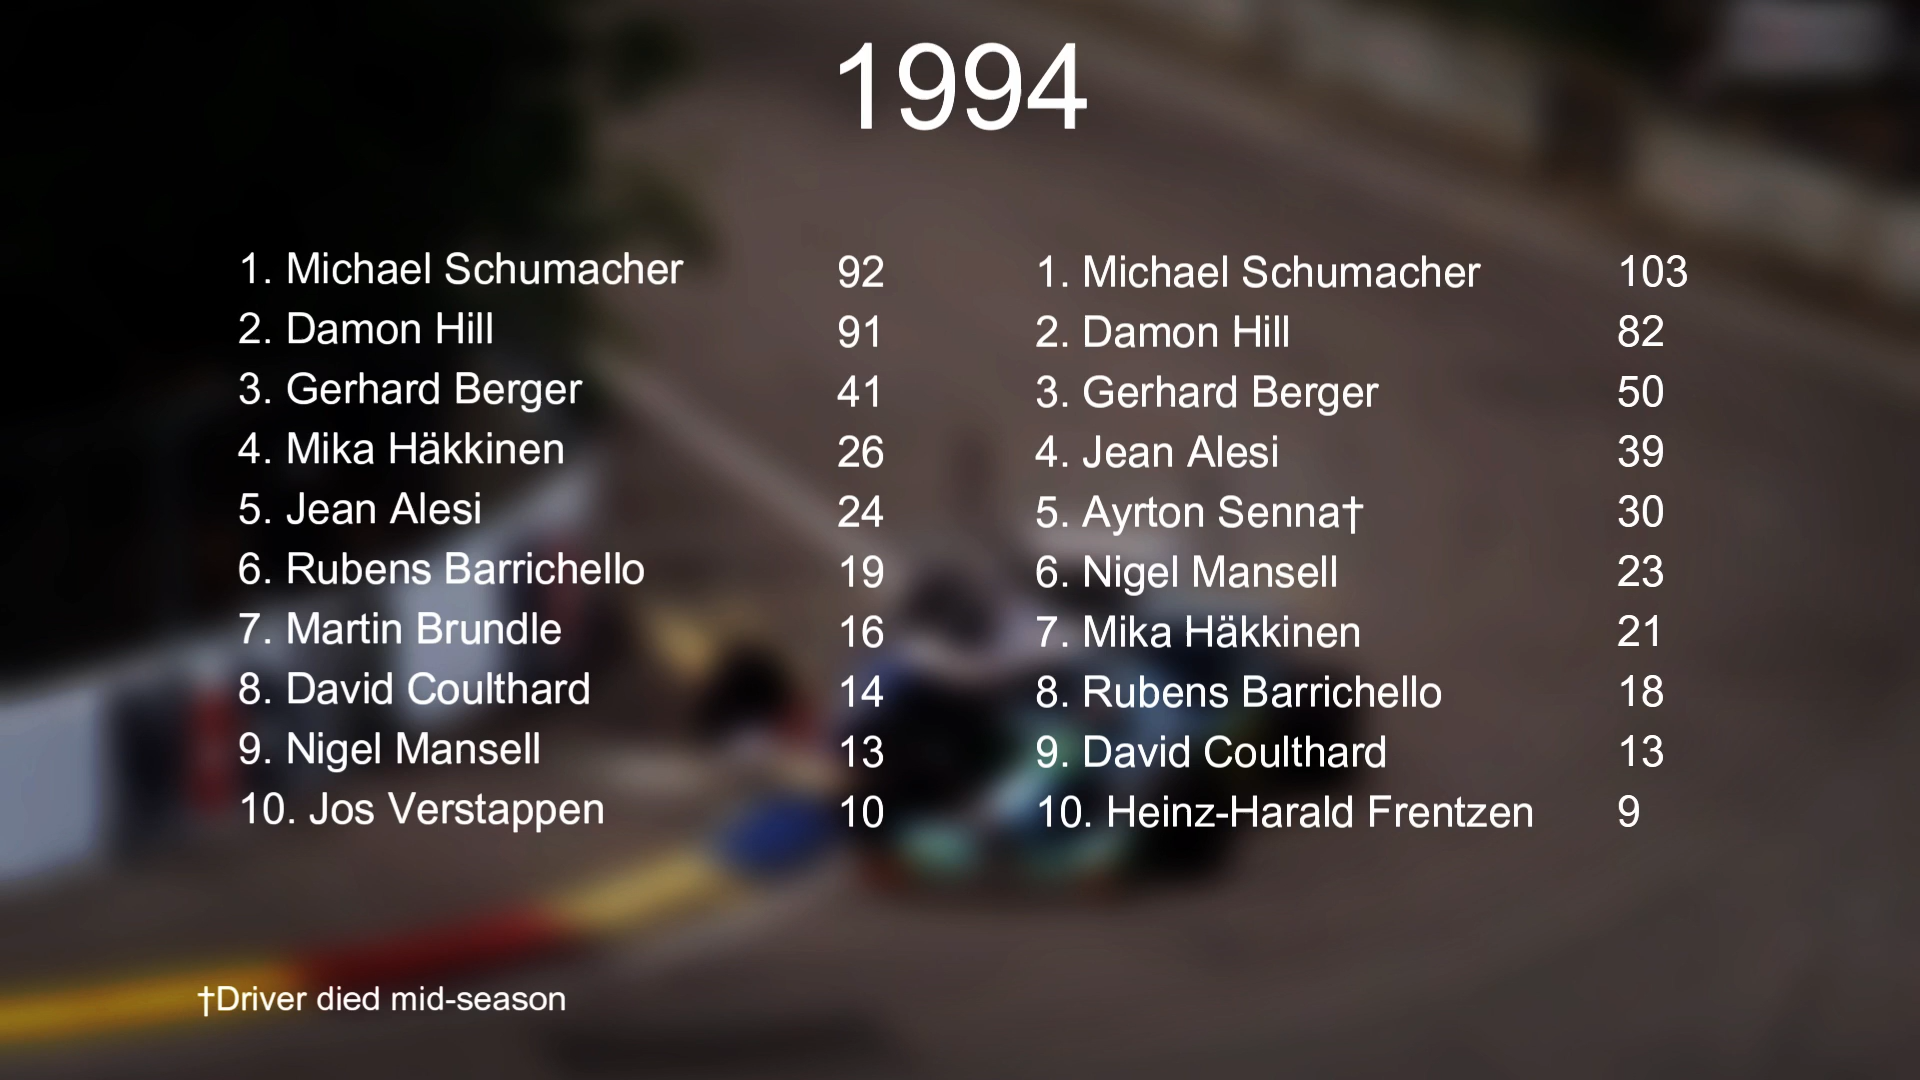 1994
1. Michael Schumacher 92
2. Damon Hill 91
3. Gerhard Berger 41
4. Mika Häkkinen 26
5. Jean Alesi 24
6. Rubens Barrichello 19
7. Martin Brundle 16
8. David Coulthard 14
9. Nigel Mansell 13
10. Jos Verstappen 10
1. Michael Schumacher 103
2. Damon Hill 82
3. Gerhard Berger 50
4. Jean Alesi 39
5. Ayrton Senna† 30
6. Nigel Mansell 23
7. Mika Häkkinen 21
8. Rubens Barrichello 18
9. David Coulthard 13
10. Heinz-Harald Frentzen 9
†Driver died mid-season